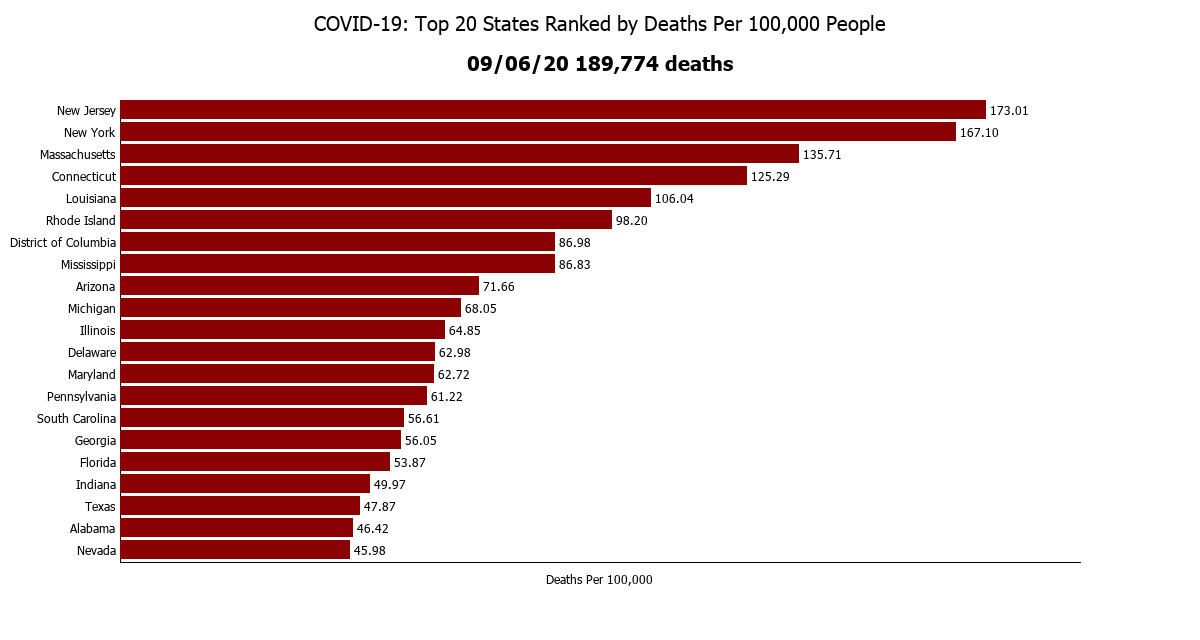 COVID-19: Top 20 States Ranked by Deaths Per 100,000 People
09/06/20 189,774 deaths
New Jersey 173.01
New York 167.10
Massachusetts 135.71
Connecticut 125.29
Louisiana 106.04
Rhode Island 98.20
District of Columbia 86.98
Mississippi 86.83
Arizona 71.66
Michigan 68.05
Illinois 64.85
Delaware 62.98
Maryland 62.72
Pennsylvania 61.22
South Carolina 56.61
Georgia 56.05
Florida 53.87
Indiana 49.97
Texas 47.87
Alabama 46.42
Nevada 45.98
Deaths Per 100,000